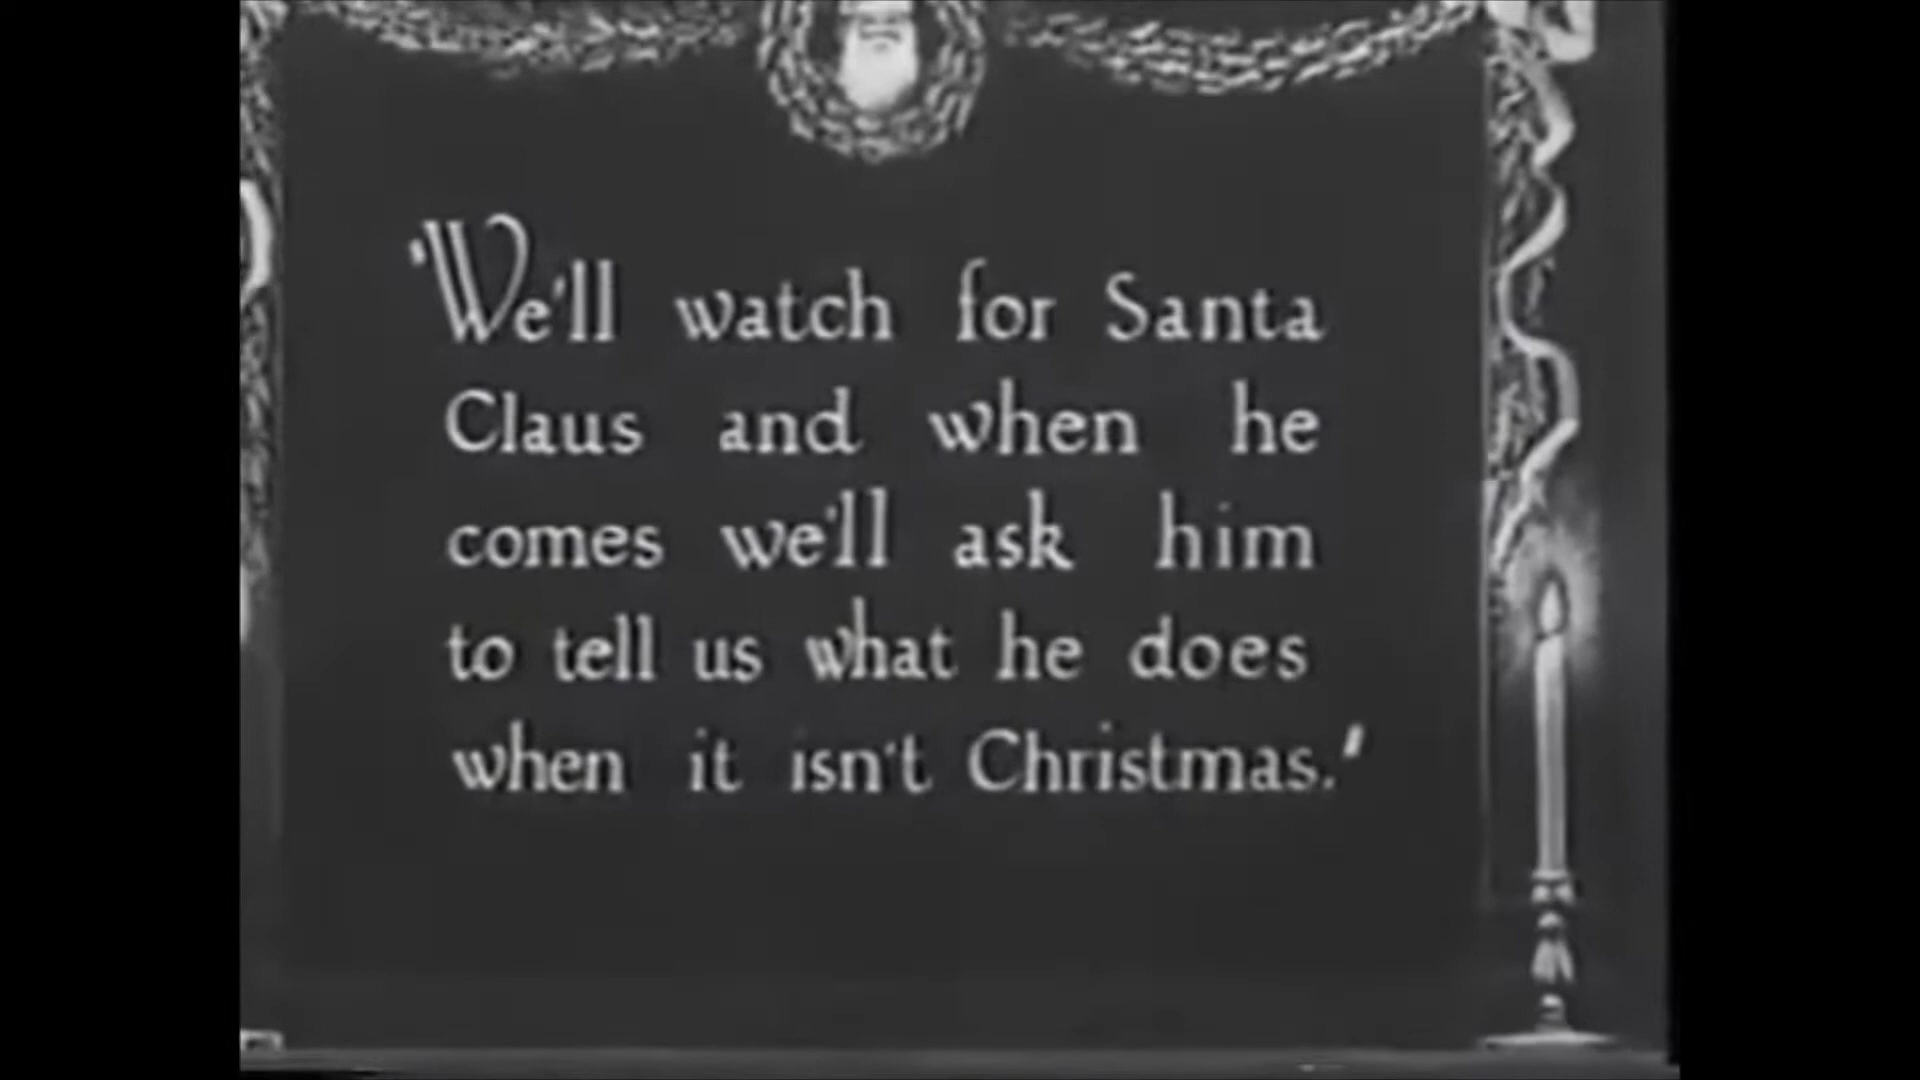 'We'll watch for Santa
Claus and when he
comes we'll ask him
to tell us what he does
when it isn't Christmas.'